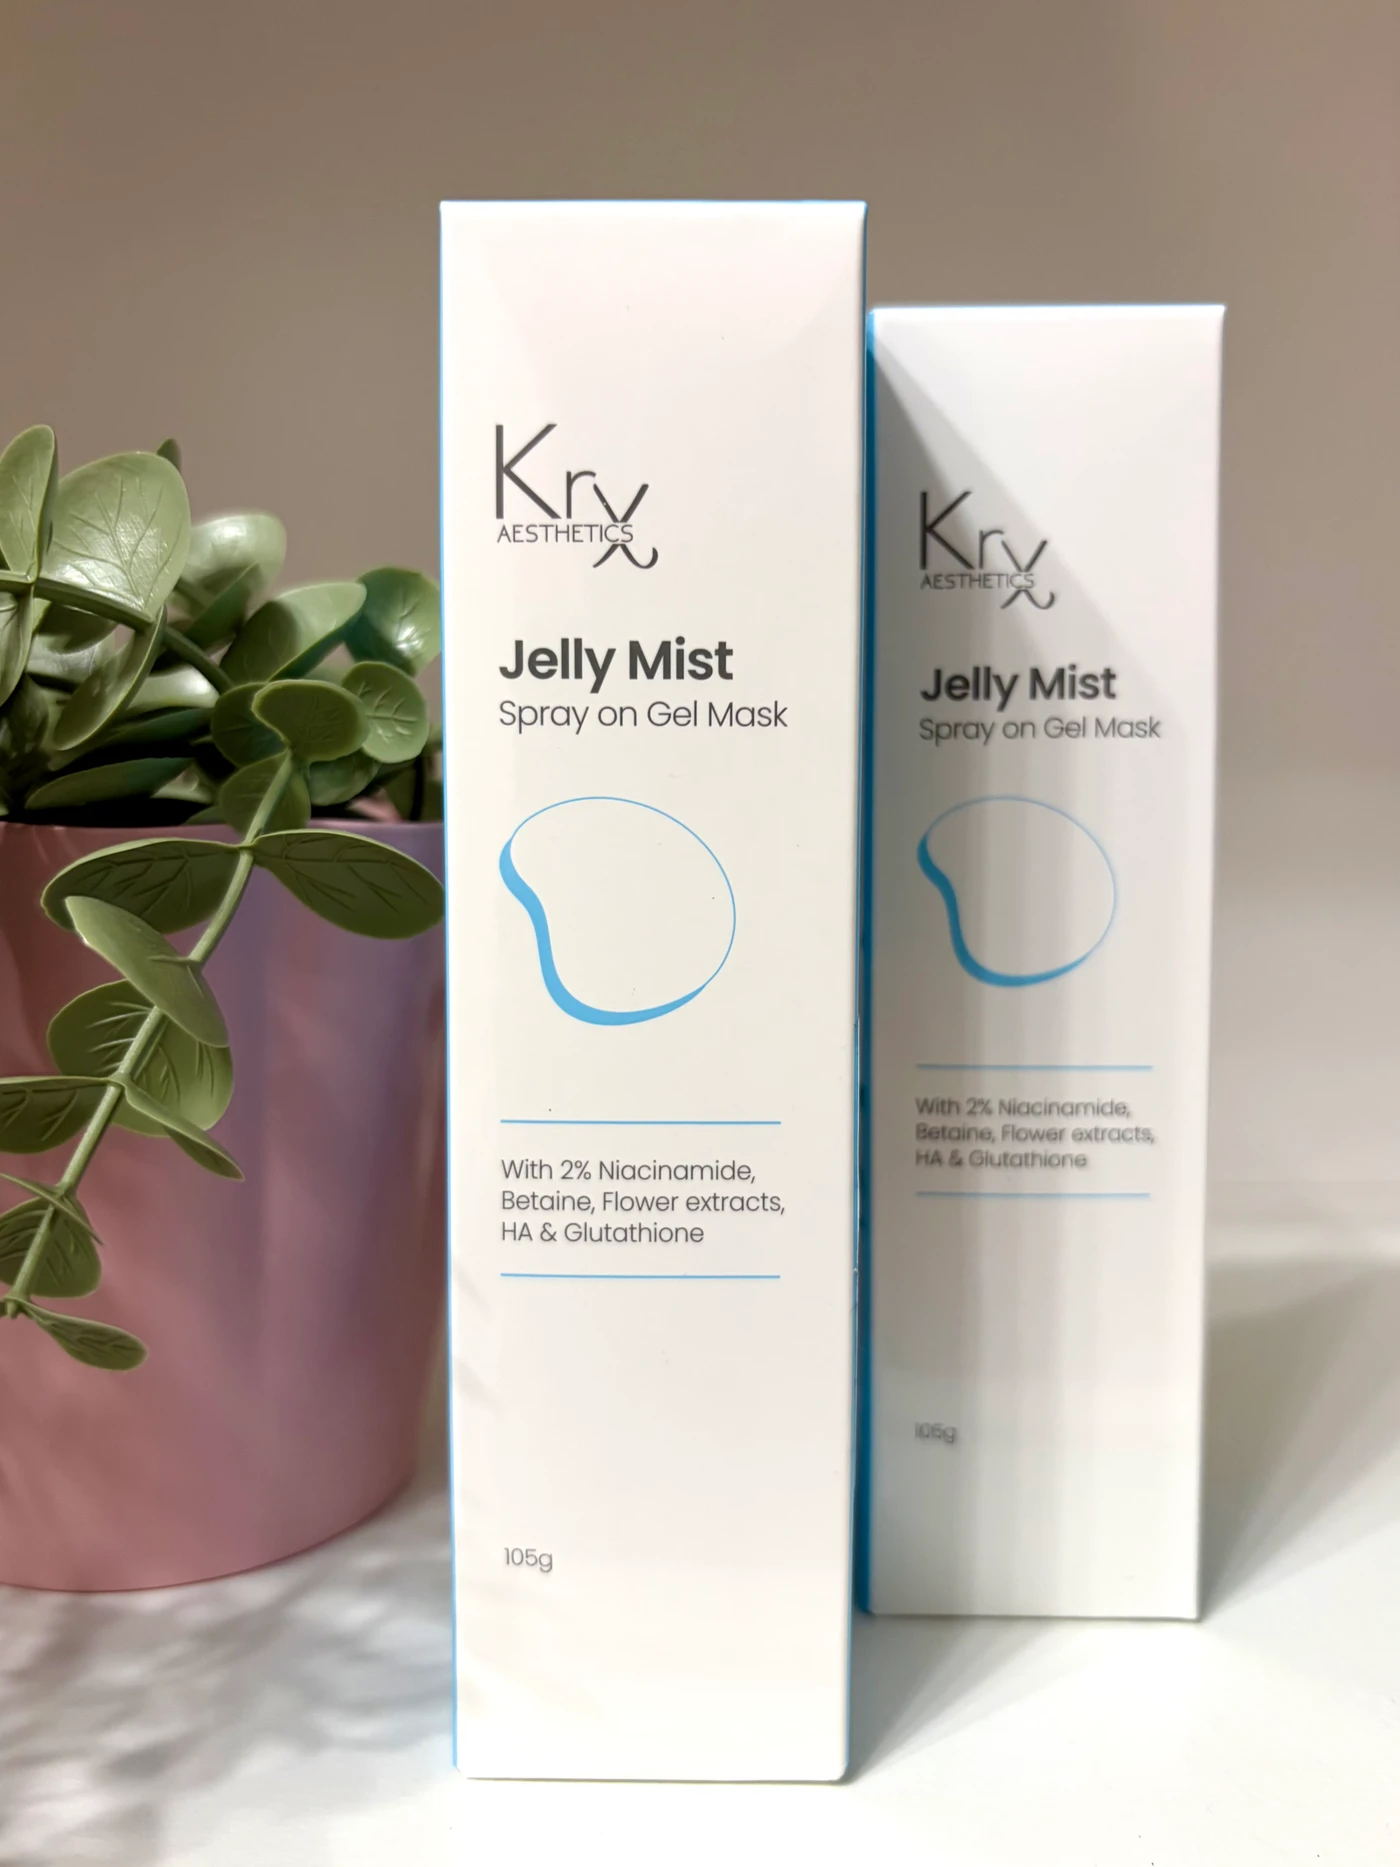 Krx
AESTHETICS
Jelly Mist
Spray on Gel Mask
With 2% Niacinamide,
Betaine, Flower extracts,
HA & Glutathione
105g
Krx
AESTHETICS
Jelly Mist
Spray on Gel Mask
With 2% Niacinamide,
Betaine, Flower extracts,
HA & Glutathione
105g